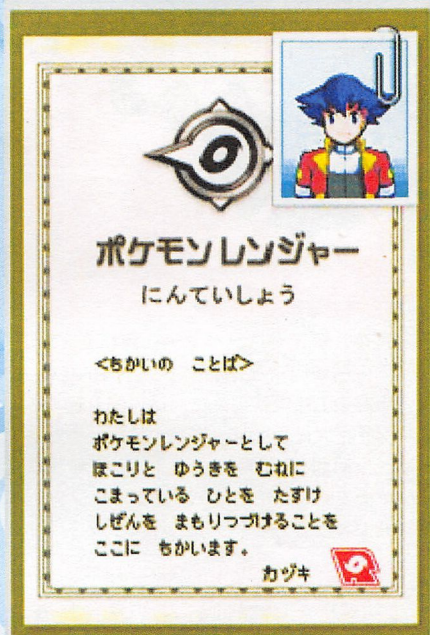 ポケモンレンジャー
にんていしょう
<ちかいの ことば>
わたしは
ポケモンレンジャーとして
ほこりと ゆうきを むねに
こまっている ひとを たすけ
しぜんを まもりつづけることを
ここに ちかいます。
カヅキ